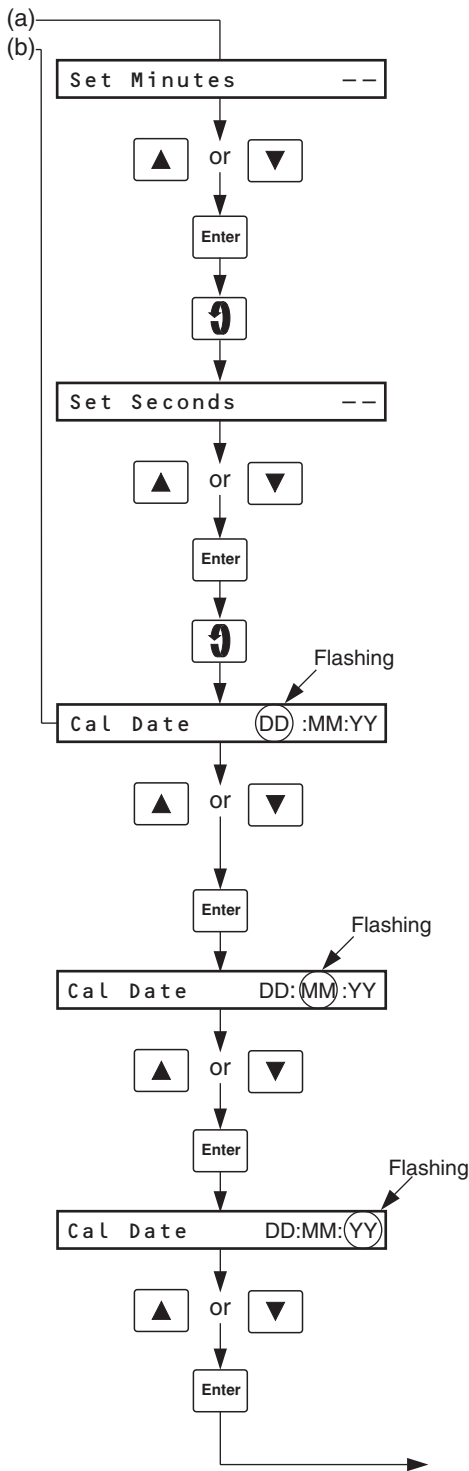 (a)
(b)
Set Minutes – –
▲ or ▼
Enter
Set Seconds – –
▲ or ▼
Enter
Flashing
Cal Date DD :MM:YY
▲ or ▼
Enter
Flashing
Cal Date DD: MM :YY
▲ or ▼
Enter
Flashing
Cal Date DD:MM: YY
▲ or ▼
Enter